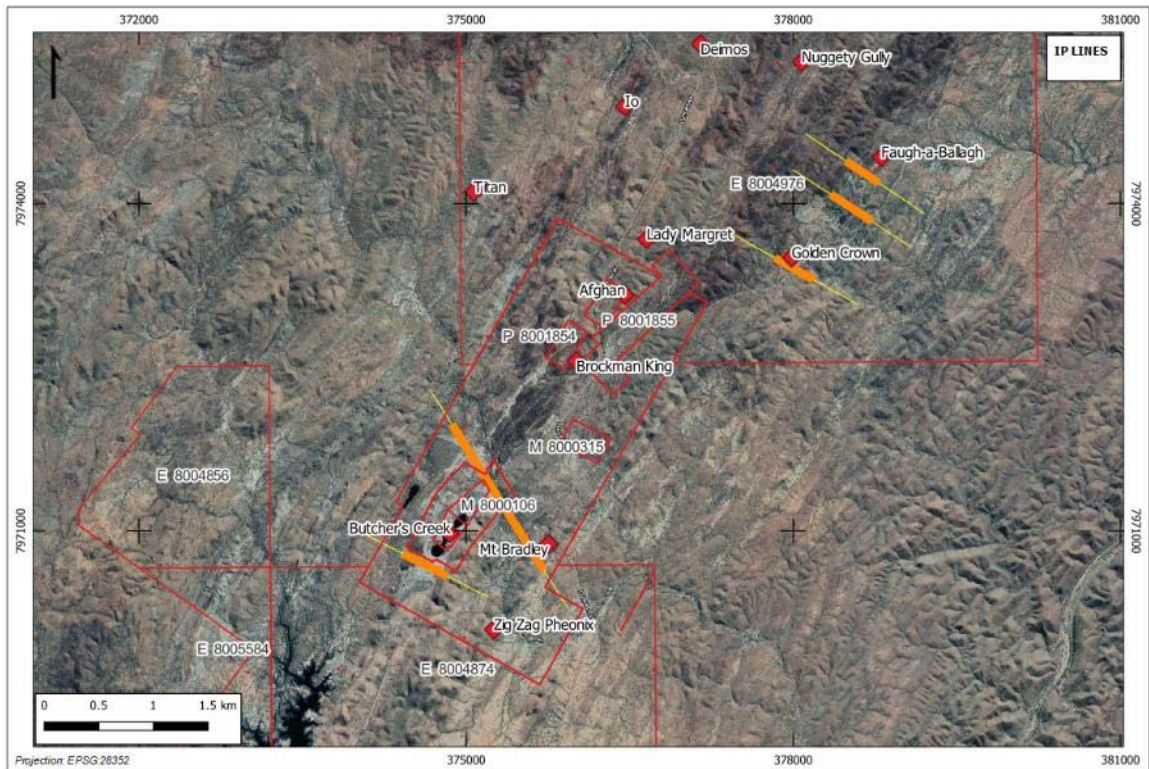 372000
375000
378000
381000
IP LINES
Deimos
Nuggety Gully
Io
Faugh-a-Ballagh
E 8004976
Titan
7974000
7974000
Lady Margret
Golden Crown
Afghan
P 8001855
P 8001854
Brockman King
M 8000315
E 8004856
M 8000106
Butcher's Creek
7971000
7971000
Mt Bradley
Zig Zag Pheonix
E 8005584
E 8004874
0 0.5 1 1.5 km
372000
375000
378000
381000
Projection: EPSG:28352